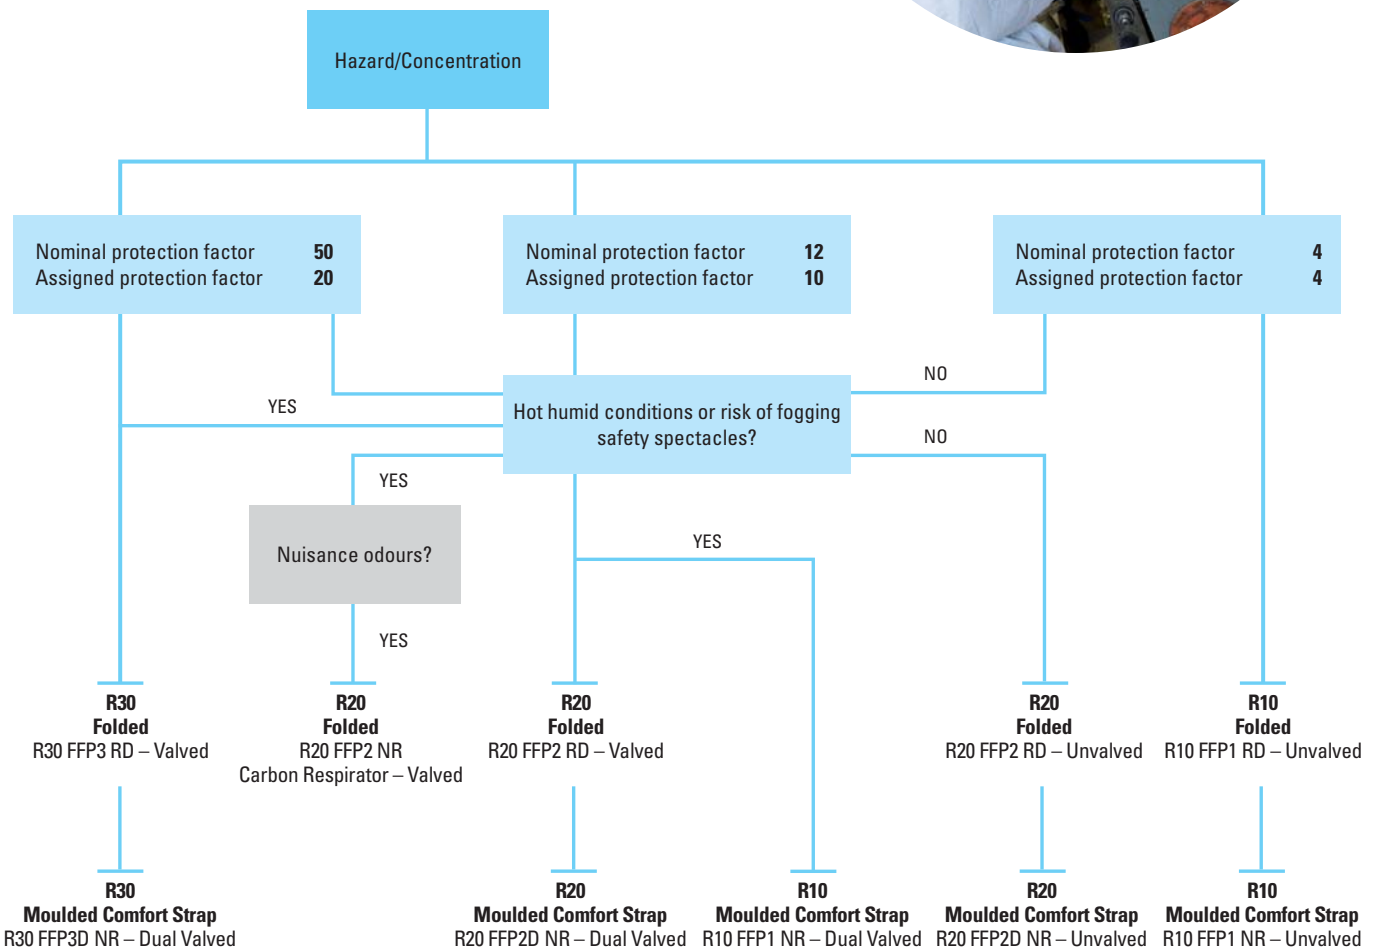 Hazard/Concentration
Nominal protection factor 50
Assigned protection factor 20
Nominal protection factor 12
Assigned protection factor 10
Nominal protection factor 4
Assigned protection factor 4
Hot humid conditions or risk of fogging
safety spectacles?
YES
NO
NO
YES
Nuisance odours?
YES
YES
R30
Folded
R30 FFP3 RD – Valved
R20
Folded
R20 FFP2 NR
Carbon Respirator – Valved
R20
Folded
R20 FFP2 RD – Valved
R20
Folded
R20 FFP2 RD – Unvalved
R10
Folded
R10 FFP1 RD – Unvalved
R30
Moulded Comfort Strap
R30 FFP3D NR – Dual Valved
R20
Moulded Comfort Strap
R20 FFP2D NR – Dual Valved
R10
Moulded Comfort Strap
R10 FFP1 NR – Dual Valved
R20
Moulded Comfort Strap
R20 FFP2D NR – Unvalved
R10
Moulded Comfort Strap
R10 FFP1 NR – Unvalved